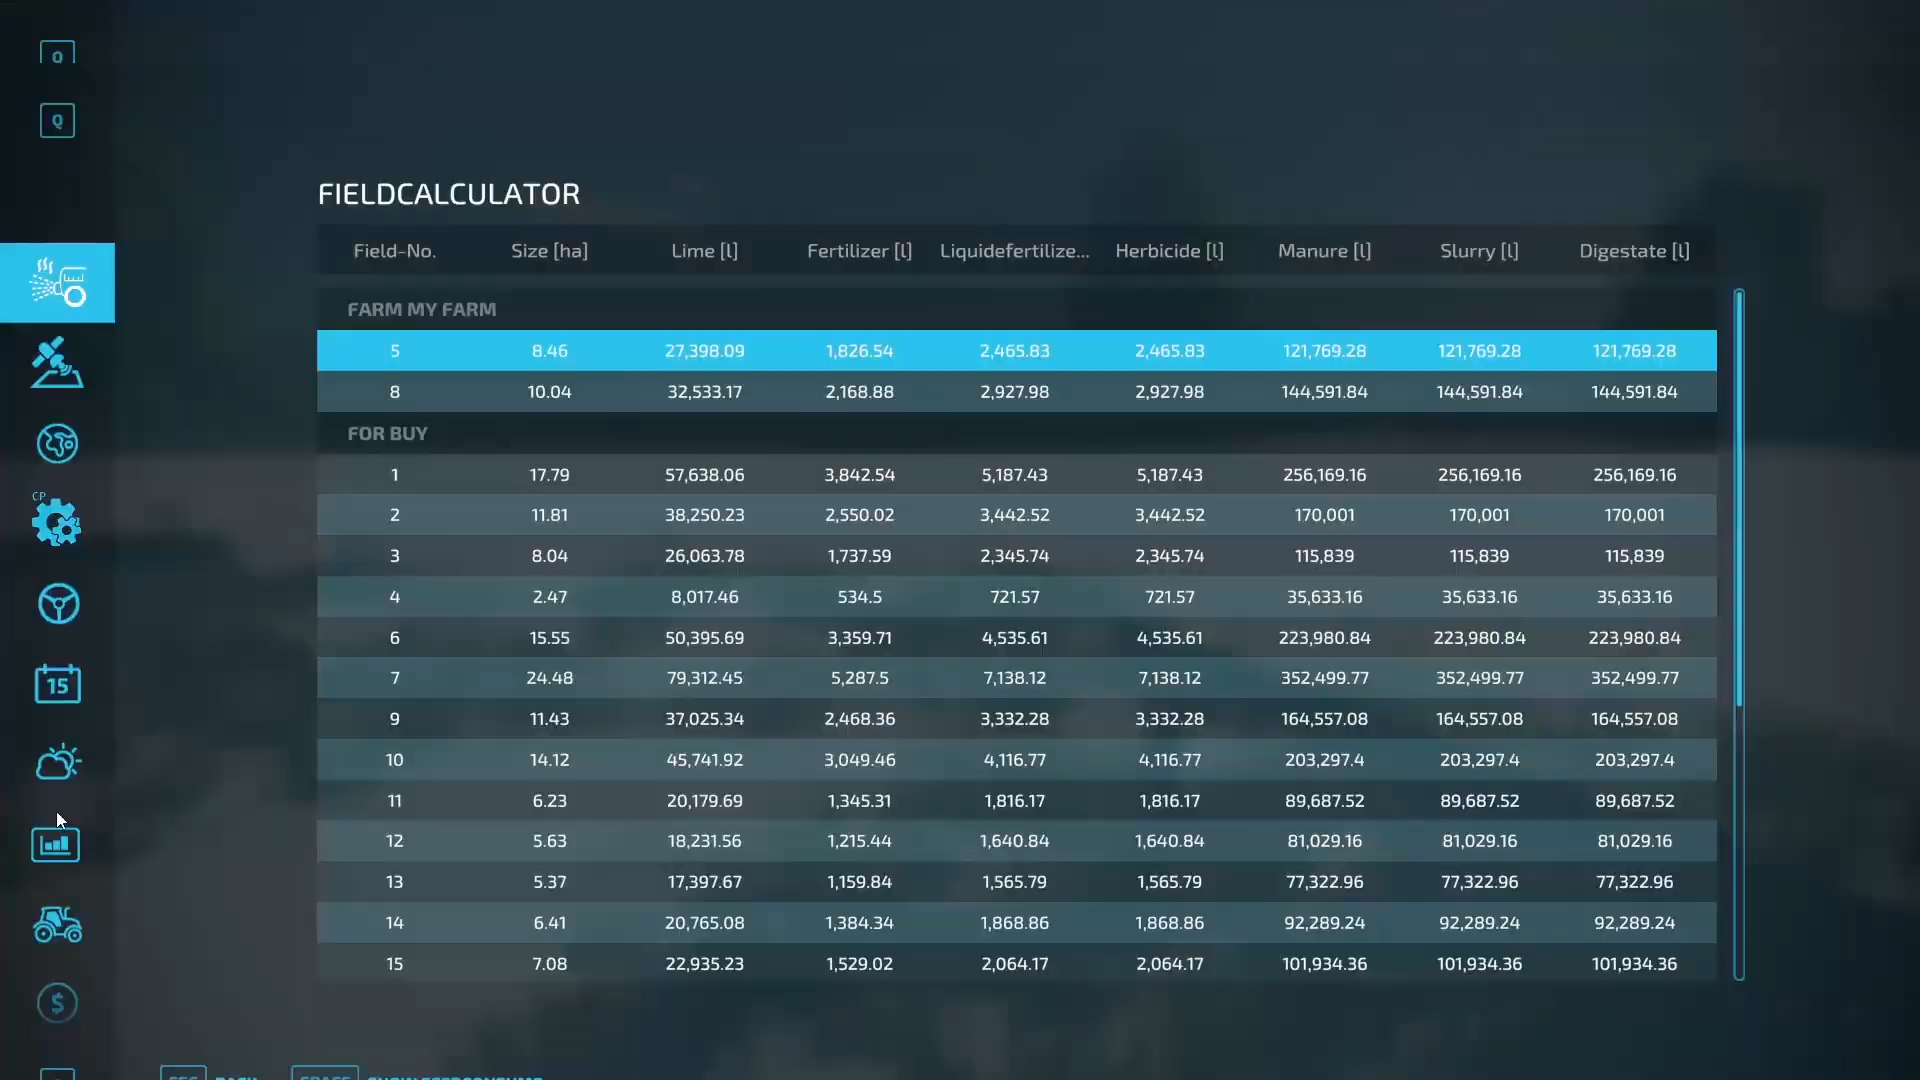 O
Q
FIELDCALCULATOR
Field-No. Size [ha] Lime [l] Fertilizer [l] Liquidefertilize... Herbicide [l] Manure [l] Slurry [l] Digestate [l]
FARM MY FARM
5 8.46 27,398.09 1,826.54 2,465.83 2,465.83 121,769.28 121,769.28 121,769.28
8 10.04 32,533.17 2,168.88 2,927.98 2,927.98 144,591.84 144,591.84 144,591.84
FOR BUY
1 17.79 57,638.06 3,842.54 5,187.43 5,187.43 256,169.16 256,169.16 256,169.16
2 11.81 38,250.23 2,550.02 3,442.52 3,442.52 170,001 170,001 170,001
3 8.04 26,063.78 1,737.59 2,345.74 2,345.74 115,839 115,839 115,839
4 2.47 8,017.46 534.5 721.57 721.57 35,633.16 35,633.16 35,633.16
6 15.55 50,395.69 3,359.71 4,535.61 4,535.61 223,980.84 223,980.84 223,980.84
7 24.48 79,312.45 5,287.5 7,138.12 7,138.12 352,499.77 352,499.77 352,499.77
9 11.43 37,025.34 2,468.36 3,332.28 3,332.28 164,557.08 164,557.08 164,557.08
10 14.12 45,741.92 3,049.46 4,116.77 4,116.77 203,297.4 203,297.4 203,297.4
11 6.23 20,179.69 1,345.31 1,816.17 1,816.17 89,687.52 89,687.52 89,687.52
12 5.63 18,231.56 1,215.44 1,640.84 1,640.84 81,029.16 81,029.16 81,029.16
13 5.37 17,397.67 1,159.84 1,565.79 1,565.79 77,322.96 77,322.96 77,322.96
14 6.41 20,765.08 1,384.34 1,868.86 1,868.86 92,289.24 92,289.24 92,289.24
15 7.08 22,935.23 1,529.02 2,064.17 2,064.17 101,934.36 101,934.36 101,934.36
CP
15
$